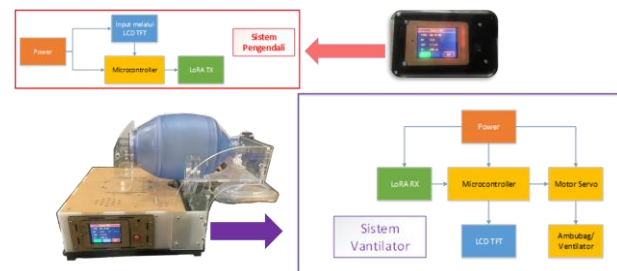 Input melalui
LCD TFT
Power
Microcontroller
LoRA TX
Sistem
Pengendali
Power
LoRA RX
Microcontroller
Motor Servo
Sistem
Vantilator
LCD TFT
Ambubag/
Ventilator